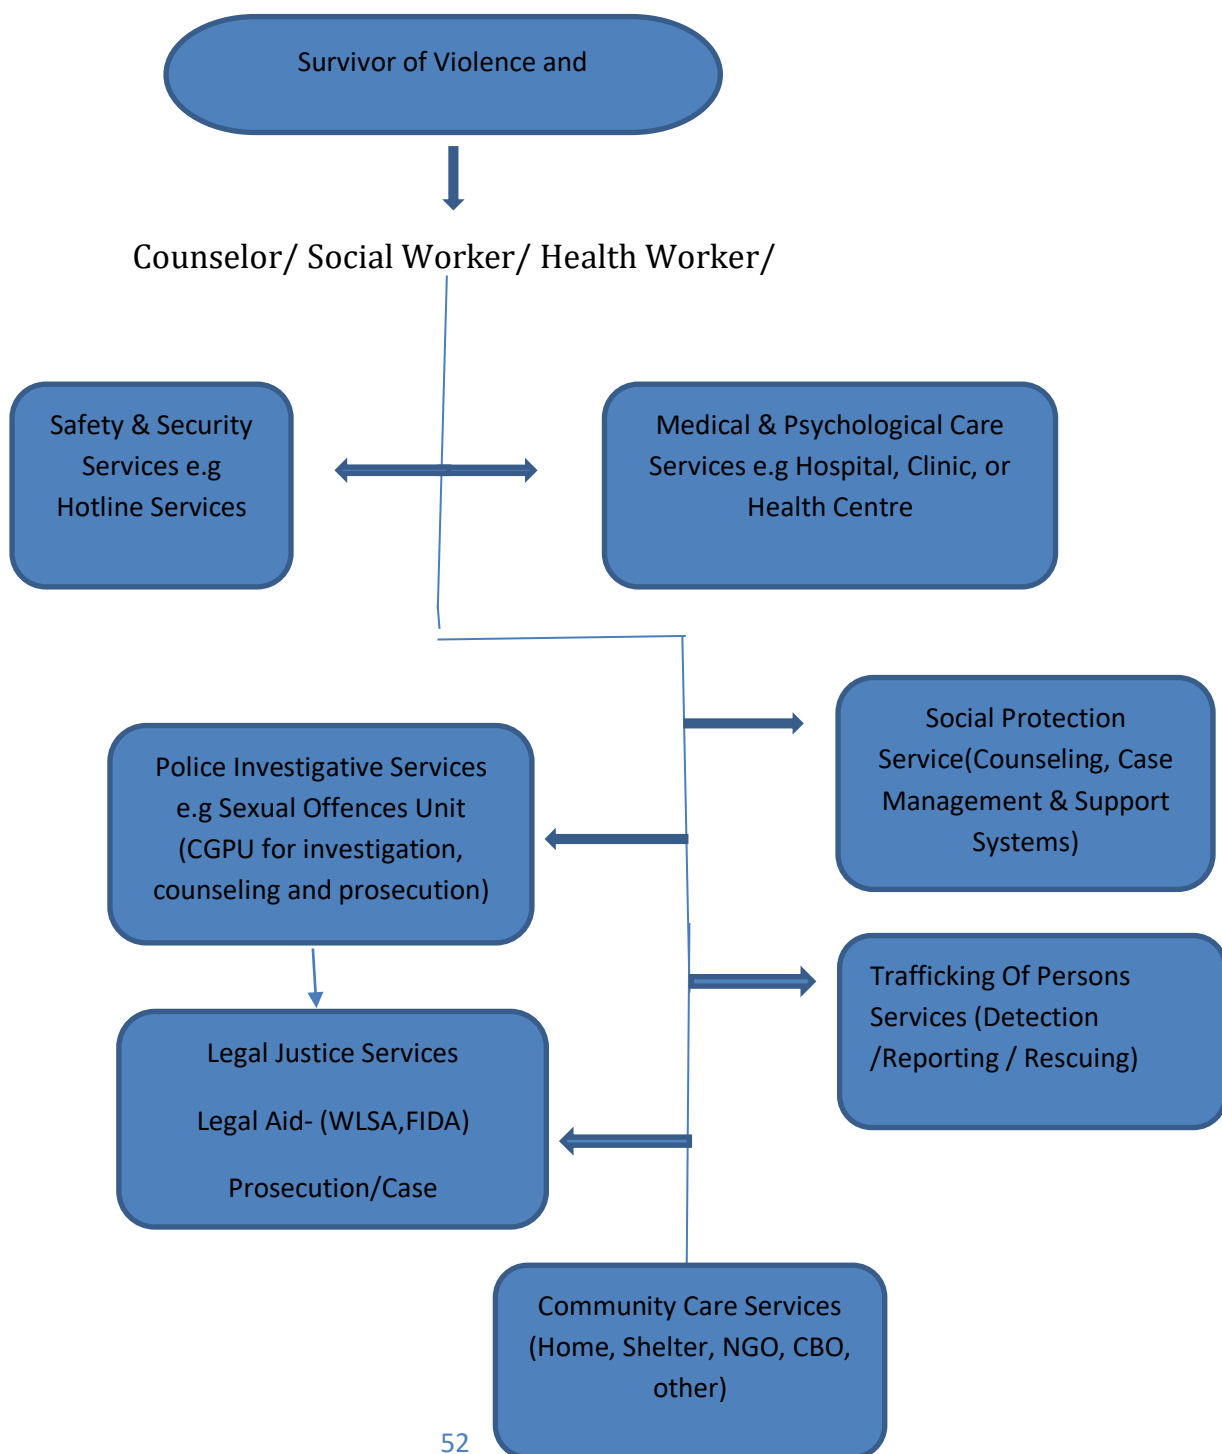 Survivor of Violence and
Counselor/ Social Worker/ Health Worker/
Safety & Security
Services e.g
Hotline Services
Medical & Psychological Care
Services e.g Hospital, Clinic, or
Health Centre
Social Protection
Service(Counseling, Case
Management & Support
Systems)
Police Investigative Services
e.g Sexual Offences Unit
(CGPU for investigation,
counseling and prosecution)
Trafficking Of Persons
Services (Detection
/Reporting / Rescuing)
Legal Justice Services
Legal Aid- (WLSA,FIDA)
Prosecution/Case
Community Care Services
(Home, Shelter, NGO, CBO,
other)
52